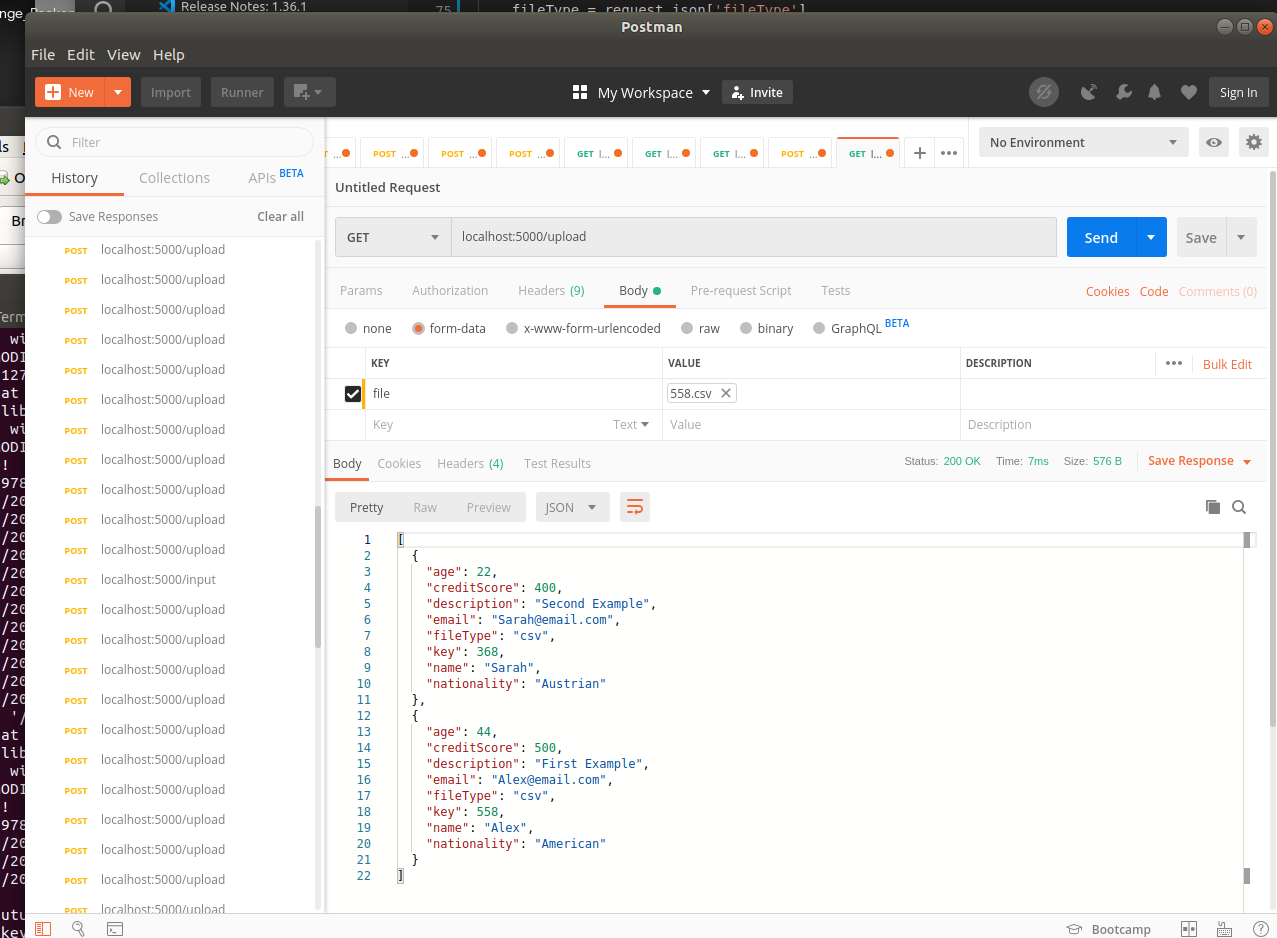 Release Notes: 1.36.1
75 fileType = request.json['fileType']
Postman
File Edit View Help
New Import Runner My Workspace Invite Sign In
Filter
History Collections APIs BETA
Save Responses Clear all
POST localhost:5000/upload
POST localhost:5000/upload
POST localhost:5000/upload
POST localhost:5000/upload
POST localhost:5000/upload
POST localhost:5000/upload
POST localhost:5000/upload
POST localhost:5000/upload
POST localhost:5000/upload
POST localhost:5000/upload
POST localhost:5000/upload
POST localhost:5000/input
POST localhost:5000/upload
POST localhost:5000/upload
POST localhost:5000/upload
POST localhost:5000/upload
POST localhost:5000/upload
POST localhost:5000/upload
POST localhost:5000/upload
POST localhost:5000/upload
POST localhost:5000/upload
POST localhost:5000/upload
POST localhost:5000/upload
T ... POST ... POST ... POST ... GET l... GET l... GET l... POST ... GET l... + •••
No Environment
Untitled Request
GET localhost:5000/upload Send Save
Params Authorization Headers (9) Body Pre-request Script Tests Cookies Code Comments (0)
none form-data x-www-form-urlencoded raw binary GraphQL BETA
KEY VALUE DESCRIPTION ••• Bulk Edit
file 558.csv
Key Text Value Description
Body Cookies Headers (4) Test Results Status: 200 OK Time: 7ms Size: 576 B Save Response
Pretty Raw Preview JSON
1 [
2 {
3 "age": 22,
4 "creditScore": 400,
5 "description": "Second Example",
6 "email": "Sarah@email.com",
7 "fileType": "csv",
8 "key": 368,
9 "name": "Sarah",
10 "nationality": "Austrian"
11 },
12 {
13 "age": 44,
14 "creditScore": 500,
15 "description": "First Example",
16 "email": "Alex@email.com",
17 "fileType": "csv",
18 "key": 558,
19 "name": "Alex",
20 "nationality": "American"
21 }
22 ]
Bootcamp